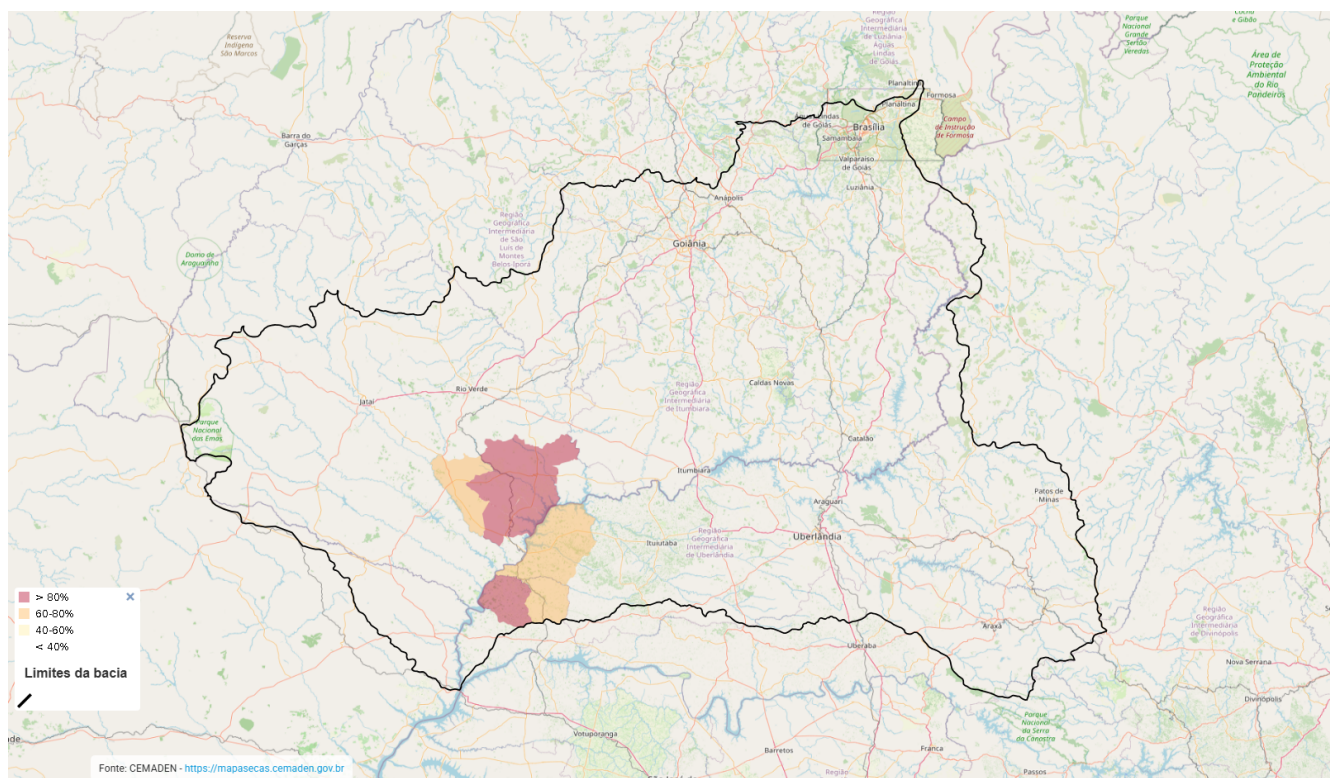 Reserva
Indígena
São Marcos
Barra do
Garças
Região
Geográfica
Intermediária
de Luziânia
Águas
Lindas de
Goiás
Parque
Nacional
Grande
Sertão
Veredas
Cocha
e Gibão
Área de
Proteção
Ambiental
do Rio
Pandeiros
Planaltina
Formosa
Planaltina
Brasília
Samambaia
Valparaíso
de Goiás
Luziânia
Campo
de Instrução
de Formosa
Anápolis
Região
Geográfica
Intermediária
de São
Luís de
Montes
Belos-Iporá
Goiânia
Domo de
Araguainha
Rio Verde
Jataí
Região
Geográfica
Intermediária
de Itumbiara
Caldas Novas
Parque
Nacional
das Emas
Catalão
Itumbiara
Araguari
Patos de
Minas
Região
Geográfica
Intermediária
de Uberlândia
Ituiutaba
Uberlândia
> 80%
60-80%
40-60%
< 40%
Limites da bacia
Araxá
Uberaba
Região
Geográfica
Intermediária
de Divinópolis
Nova Serrana
Divinópolis
Parque
Nacional
da Serra
da Canastra
Votuporanga
Barretos
Franca
Região
Fonte: CEMADEN - https://mapasecas.cemaden.gov.br